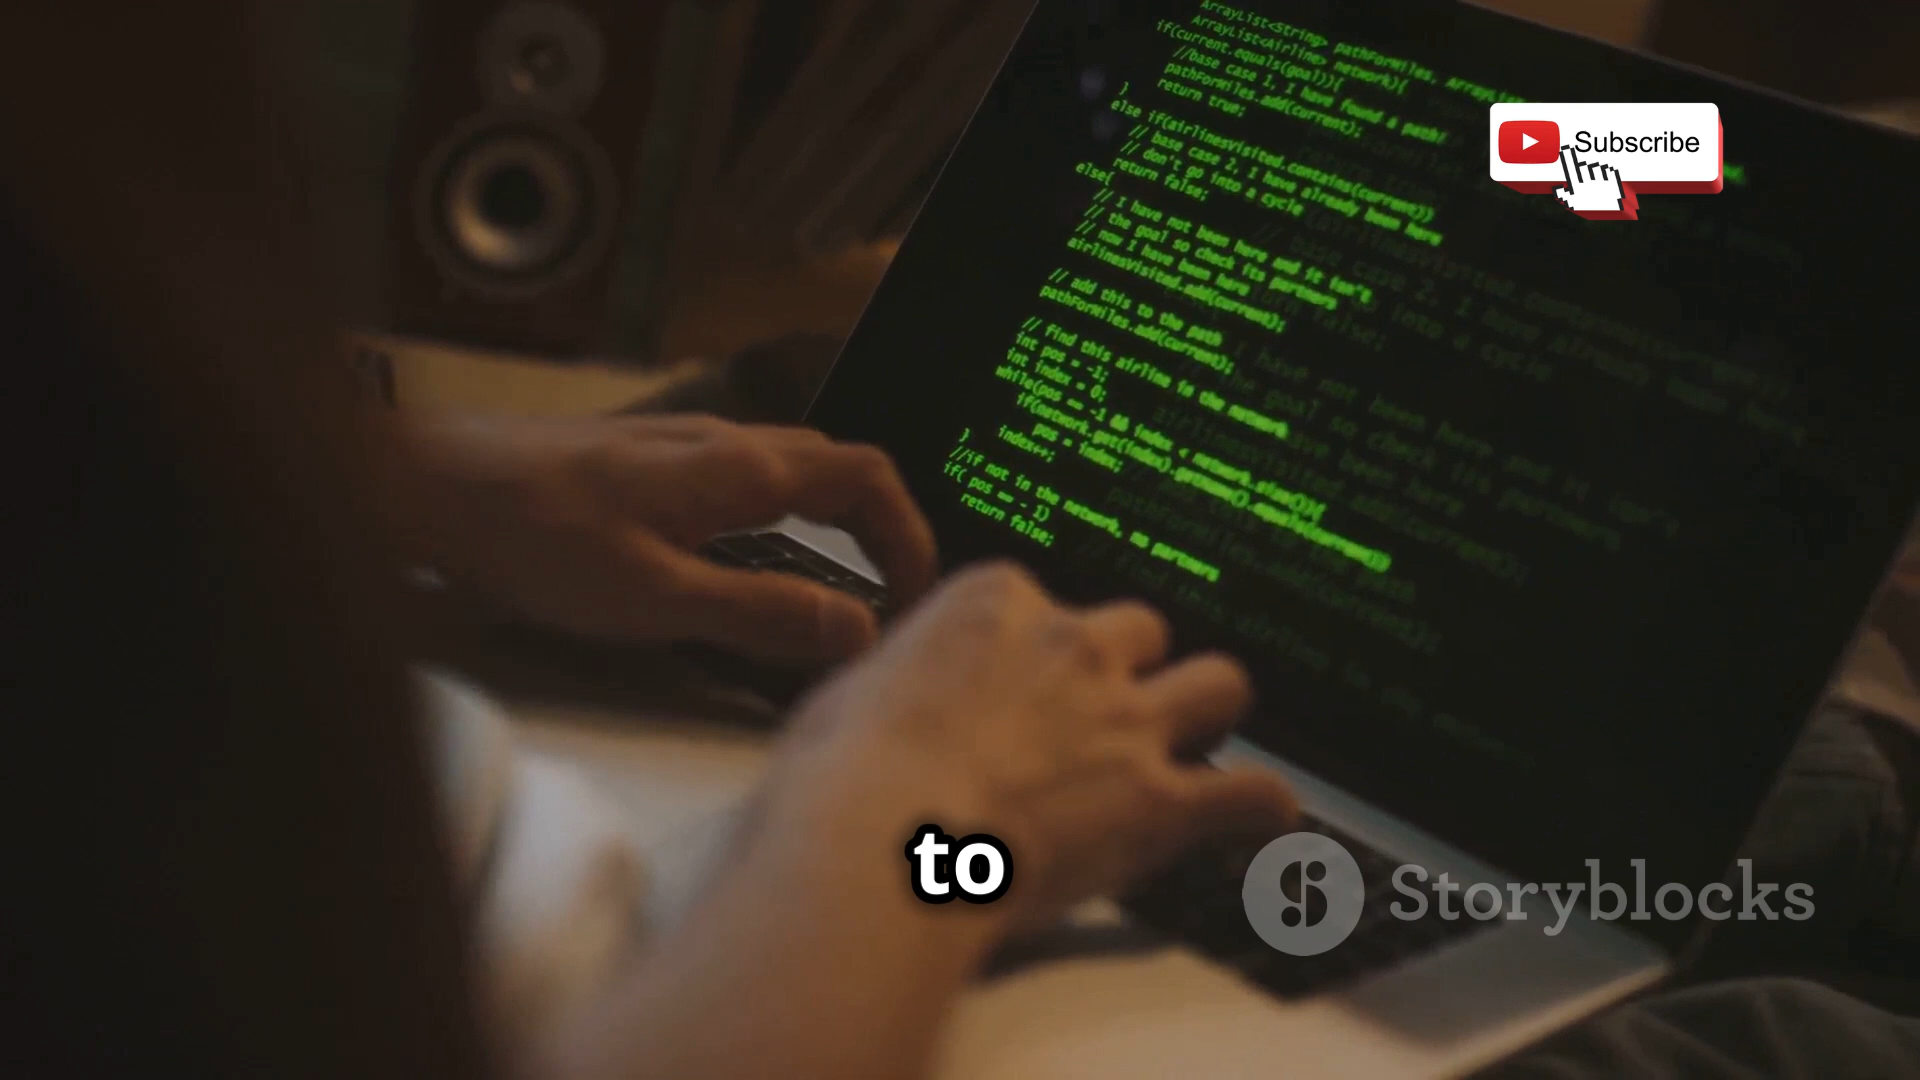 ArrayList<String> pathForMiles, ArrayList
ArrayList<Airline> network){
if(current.equals(goal)){
//base case 1, I have found a path!
pathForMiles.add(current);
return true;
}
else if(airlinesVisited.contains(current))
// base case 2, I have already been here
// don't go into a cycle
return false;
else{
// I have not been here and it isn't
// the goal so check its partners
// now I have been here
airlinesVisited.add(current);
// add this to the path
pathForMiles.add(current);
// find this airline in the network
int pos = -1;
int index = 0;
while(pos == -1 && index < network.size()){
if(network.get(index).getName().equals(current))
pos = index;
index++;
}
//if not in the network, no partners
if( pos == - 1)
return false;
Subscribe
to
Storyblocks